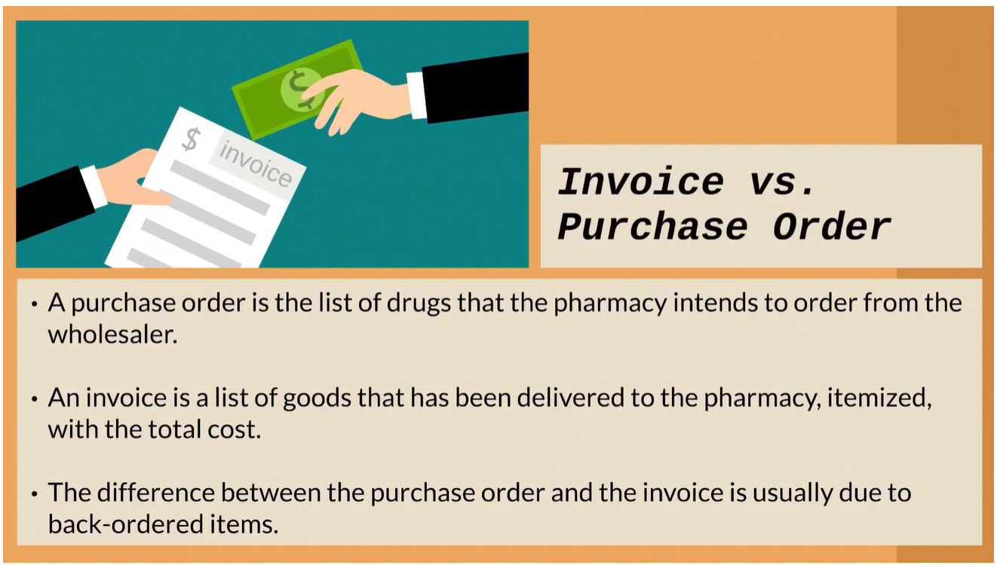 $ invoice
$
Invoice vs.
Purchase Order
• A purchase order is the list of drugs that the pharmacy intends to order from the
wholesaler.
• An invoice is a list of goods that has been delivered to the pharmacy, itemized,
with the total cost.
• The difference between the purchase order and the invoice is usually due to
back-ordered items.